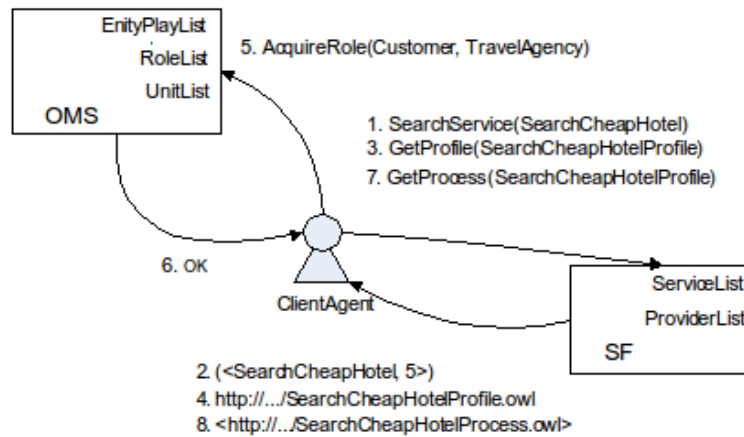 EnityPlayList
RoleList
UnitList
OMS
5. AcquireRole(Customer, TravelAgency)
1. SearchService(SearchCheapHotel)
3. GetProfile(SearchCheapHotelProfile)
7. GetProcess(SearchCheapHotelProfile)
6. OK
ClientAgent
ServiceList
ProviderList
SF
2. (<SearchCheapHotel, 5>)
4. http://.../SearchCheapHotelProfile.owl
8. <http://.../SearchCheapHotelProcess.owl>